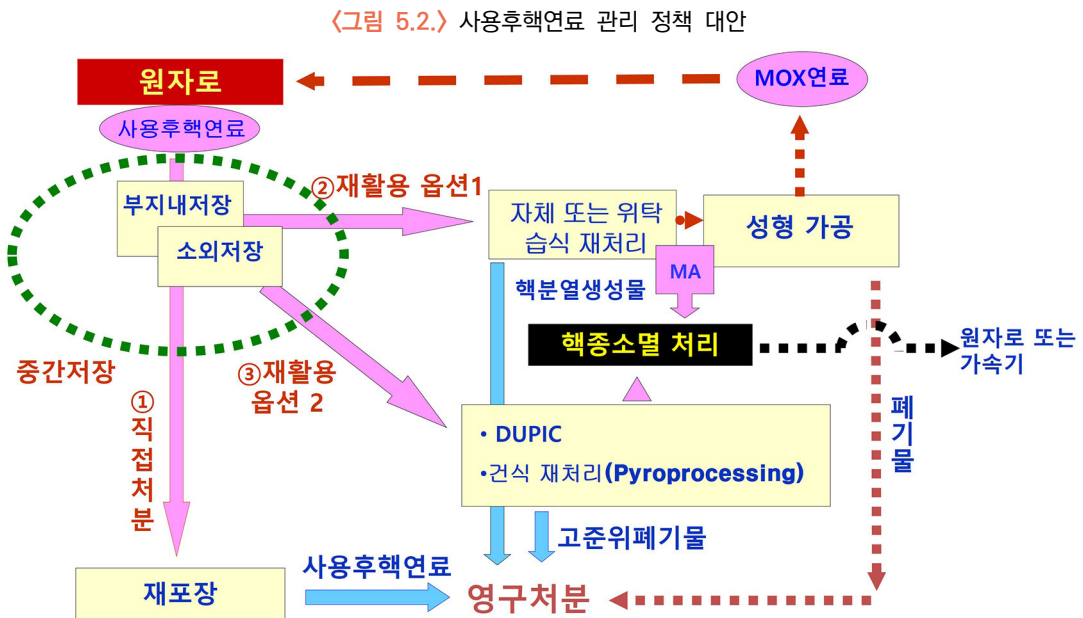 〈그림 5.2.〉 사용후핵연료 관리 정책 대안
원자로
MOX연료
사용후핵연료
②재활용 옵션1
부지내저장
소외저장
자체 또는 위탁
습식 재처리
성형 가공
MA
핵분열생성물
핵종소멸 처리
원자로 또는
가속기
중간저장
③재활용
옵션 2
①
직
접
처
분
• DUPIC
•건식 재처리(Pyroprocessing)
폐
기
물
고준위폐기물
사용후핵연료
재포장
영구처분